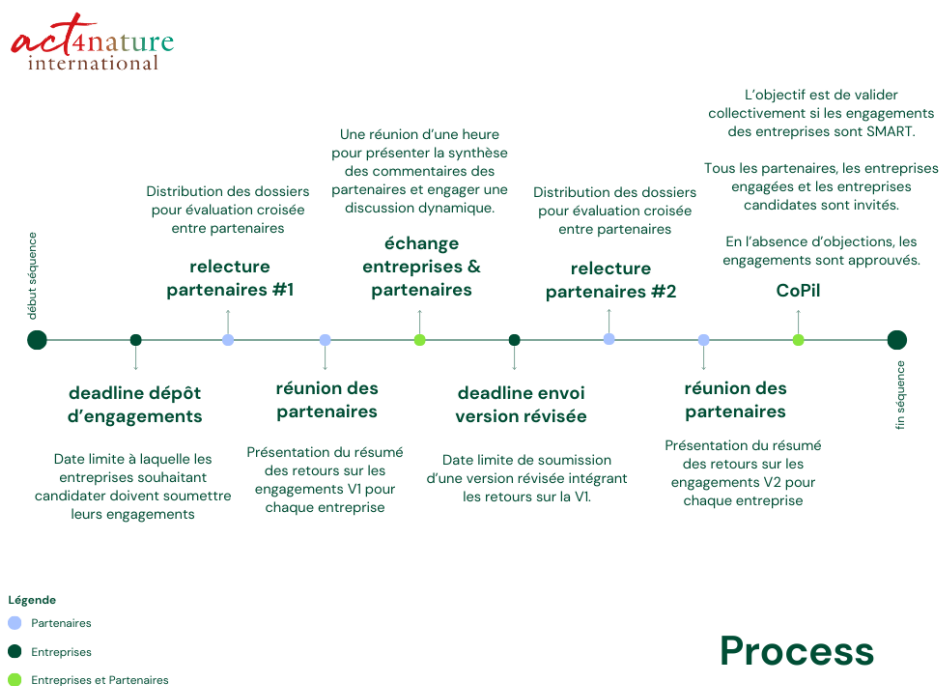 act4nature
international
L'objectif est de valider
collectivement si les engagements
des entreprises sont SMART.
Tous les partenaires, les entreprises
engagées et les entreprises
candidates sont invités.
En l'absence d'objections, les
engagements sont approuvés.
CoPil
Une réunion d'une heure
pour présenter la synthèse
des commentaires des
partenaires et engager une
discussion dynamique.
échange
entreprises &
partenaires
Distribution des dossiers
pour évaluation croisée
entre partenaires
relecture
partenaires #1
Distribution des dossiers
pour évaluation croisée
entre partenaires
relecture
partenaires #2
début séquence
fin séquence
deadline dépôt
d'engagements
Date limite à laquelle les
entreprises souhaitant
candidater doivent soumettre
leurs engagements
réunion des
partenaires
Présentation du résumé
des retours sur les
engagements V1 pour
chaque entreprise
deadline envoi
version révisée
Date limite de soumission
d'une version révisée intégrant
les retours sur la V1.
réunion des
partenaires
Présentation du résumé
des retours sur les
engagements V2 pour
chaque entreprise
Légende
Partenaires
Entreprises
Entreprises et Partenaires
Process